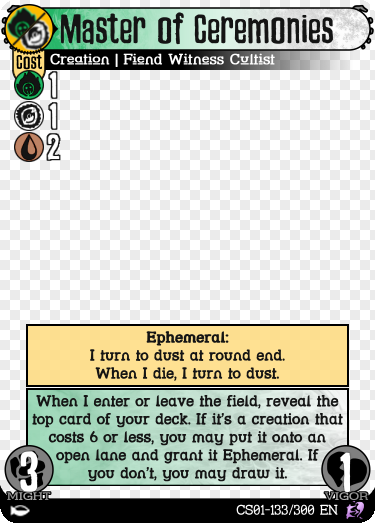 Master of Ceremonies
Cost
Creation | Fiend Witness Cultist
1
1
2
Ephemeral:
I turn to dust at round end.
When I die, I turn to dust.
When I enter or leave the field, reveal the
top card of your deck. If it's a creation that
costs 6 or less, you may put it onto an
open lane and grant it Ephemeral. If
you don't, you may draw it.
3
MIGHT
1
VIGOR
CS01-133/300 EN